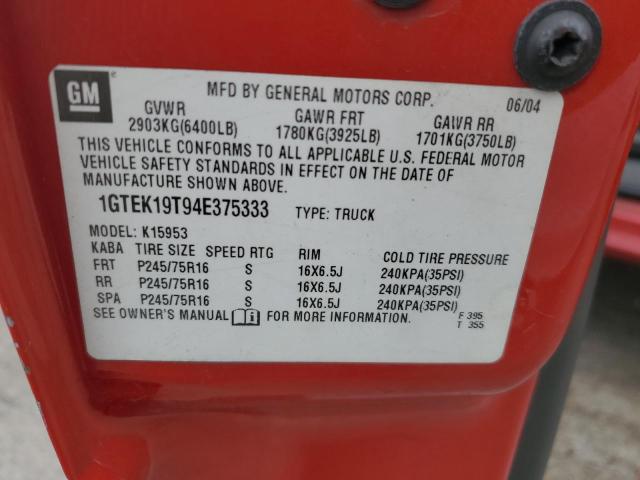 GM
MFD BY GENERAL MOTORS CORP. 06/04
GVWR GAWR FRT GAWR RR
2903KG(6400LB) 1780KG(3925LB) 1701KG(3750LB)
THIS VEHICLE CONFORMS TO ALL APPLICABLE U.S. FEDERAL MOTOR
VEHICLE SAFETY STANDARDS IN EFFECT ON THE DATE OF
MANUFACTURE SHOWN ABOVE.
1GTEK19T94E375333 TYPE: TRUCK
MODEL: K15953
KABA TIRE SIZE SPEED RTG RIM COLD TIRE PRESSURE
FRT P245/75R16 S 16X6.5J 240KPA(35PSI)
RR P245/75R16 S 16X6.5J 240KPA(35PSI)
SPA P245/75R16 S 16X6.5J 240KPA(35PSI)
SEE OWNER'S MANUAL FOR MORE INFORMATION.
F 395
T 355